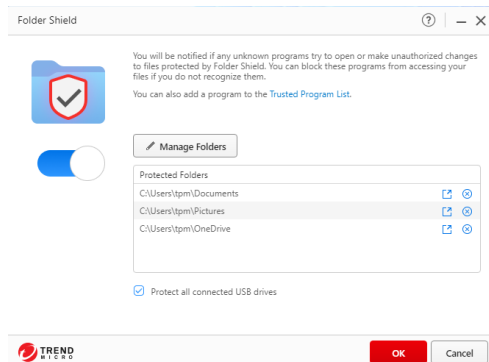 Folder Shield
You will be notified if any unknown programs try to open or make unauthorized changes
to files protected by Folder Shield. You can block these programs from accessing your
files if you do not recognize them.
You can also add a program to the Trusted Program List.
Manage Folders
Protected Folders
C:\Users\tpm\Documents
C:\Users\tpm\Pictures
C:\Users\tpm\OneDrive
Protect all connected USB drives
TREND
MICRO
OK
Cancel